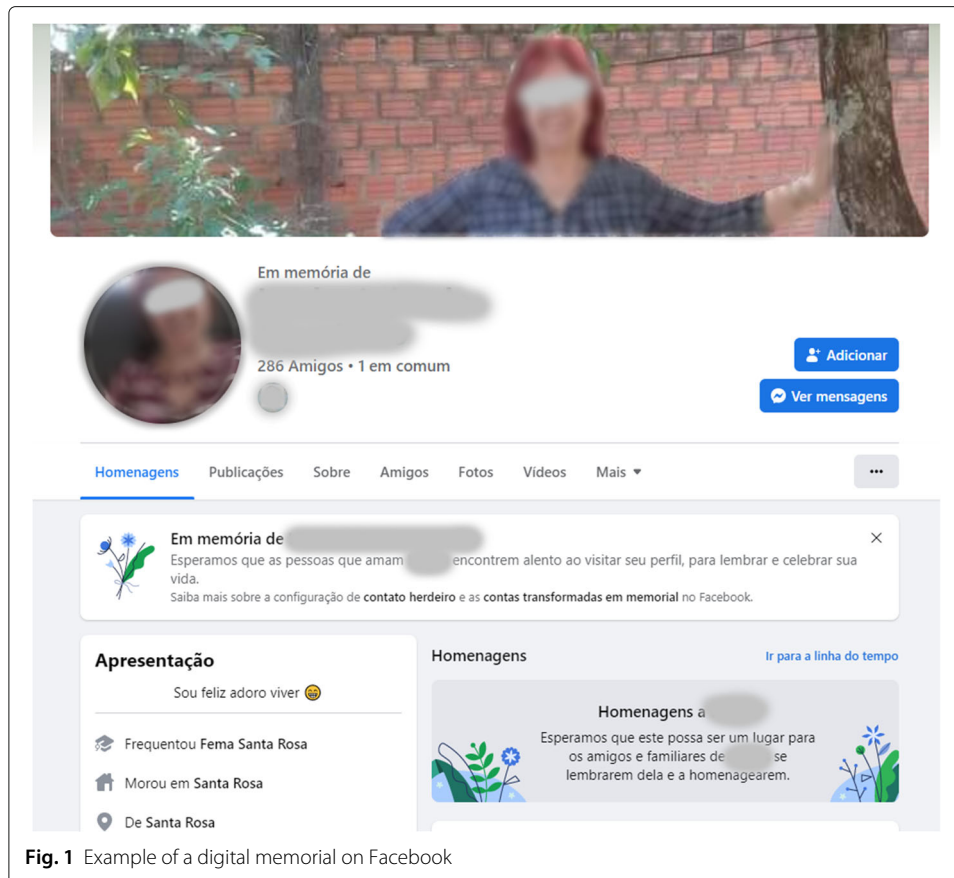 Em memória de
286 Amigos • 1 em comum
Adicionar
Ver mensagens
Homenagens Publicações Sobre Amigos Fotos Vídeos Mais
Em memória de
Esperamos que as pessoas que amam encontrem alento ao visitar seu perfil, para lembrar e celebrar sua
vida.
Saiba mais sobre a configuração de contato herdeiro e as contas transformadas em memorial no Facebook.
Apresentação
Sou feliz adoro viver 😁
Frequentou Fema Santa Rosa
Morou em Santa Rosa
De Santa Rosa
Homenagens
Ir para a linha do tempo
Homenagens a
Esperamos que este possa ser um lugar para
os amigos e familiares de se
lembrarem dela e a homenagearem.
Fig. 1 Example of a digital memorial on Facebook